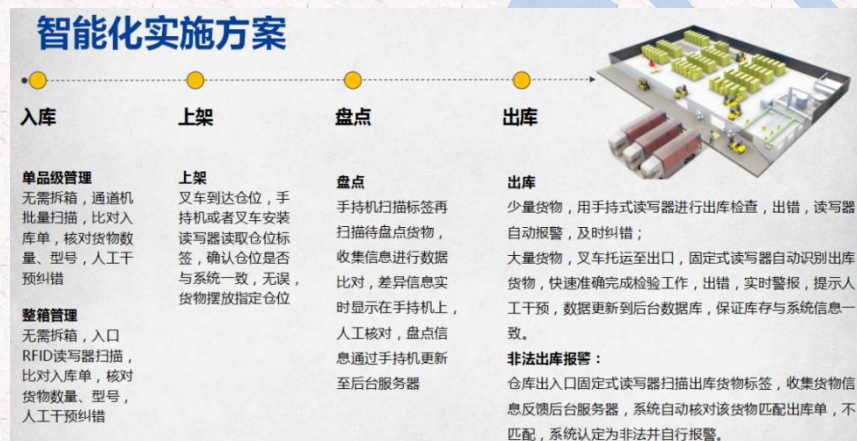 智能化实施方案
入库
上架
盘点
出库
单品级管理
无需拆箱，通道机
批量扫描，比对入
库单，核对货物数
量、型号，人工干
预纠错
整箱管理
无需拆箱，入口
RFID读写器扫描，
比对入库单，核对
货物数量、型号，
人工干预纠错
上架
叉车到达仓位，手
持机或者叉车安装
读写器读取仓位标
签，确认仓位是否
与系统一致，无误，
货物摆放指定仓位
盘点
手持机扫描标签再
扫描待盘点货物，
收集信息进行数据
比对，差异信息实
时显示在手持机上，
人工核对，盘点信
息通过手持机更新
至后台服务器
出库
少量货物，用手持式读写器进行出库检查，出错，读写器
自动报警，及时纠错；
大量货物，叉车托运至出口，固定式读写器自动识别出库
货物，快速准确完成检验工作，出错，实时警报，提示人
工干预，数据更新到后台数据库，保证库存与系统信息一
致。
非法出库报警：
仓库出入口固定式读写器扫描出库货物标签，收集货物信
息反馈后台服务器，系统自动核对该货物匹配出库单，不
匹配，系统认定为非法并自行报警。